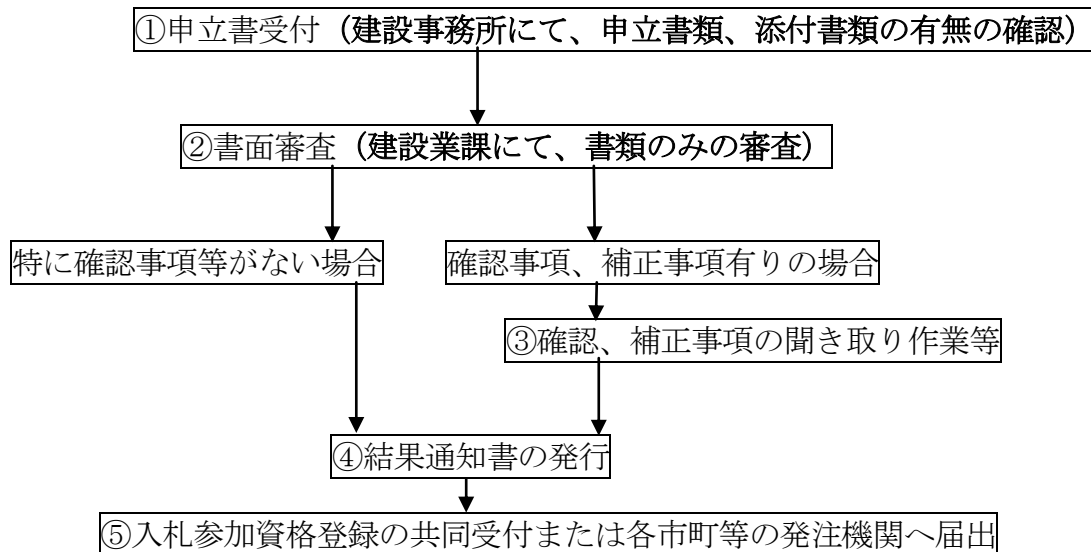 ①申立書受付（建設事務所にて、申立書類、添付書類の有無の確認）
②書面審査（建設業課にて、書類のみの審査）
特に確認事項等がない場合
確認事項、補正事項有りの場合
③確認、補正事項の聞き取り作業等
④結果通知書の発行
⑤入札参加資格登録の共同受付または各市町等の発注機関へ届出